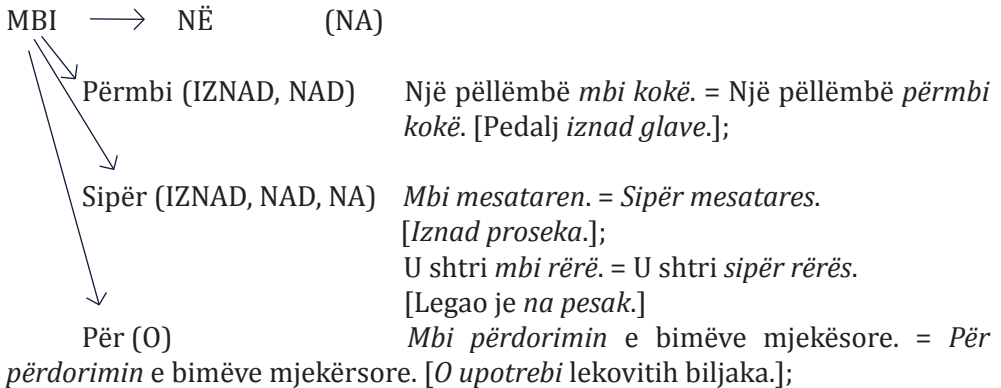 MBI NË (NA)
Përmbi (IZNAD, NAD) Një pëllëmbë mbi kokë. = Një pëllëmbë përmbi
kokë. [Pedalj iznad glave.];
Sipër (IZNAD, NAD, NA) Mbi mesataren. = Sipër mesatares.
[Iznad proseka.];
U shtri mbi rërë. = U shtri sipër rërës.
[Legao je na pesak.]
Për (O) Mbi përdorimin e bimëve mjekësore. = Për
përdorimin e bimëve mjekërsore. [O upotrebi lekovitih biljaka.];